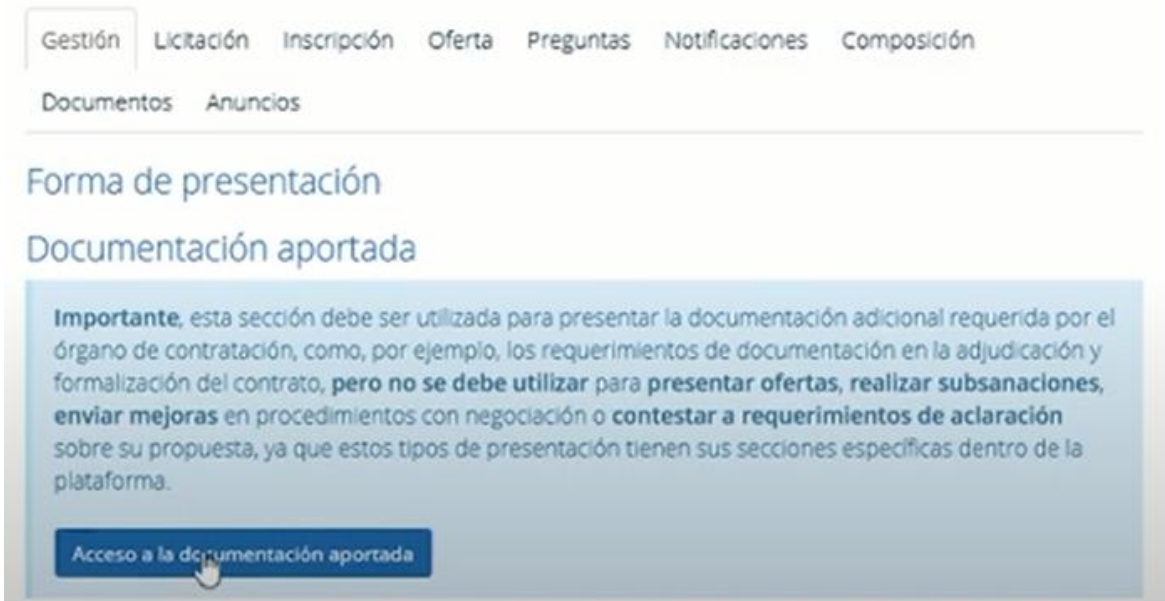 Gestión Licitación Inscripción Oferta Preguntas Notificaciones Composición
Documentos Anuncios
Forma de presentación
Documentación aportada
Importante, esta sección debe ser utilizada para presentar la documentación adicional requerida por el
órgano de contratación, como, por ejemplo, los requerimientos de documentación en la adjudicación y
formalización del contrato, pero no se debe utilizar para presentar ofertas, realizar subsanaciones,
enviar mejoras en procedimientos con negociación o contestar a requerimientos de aclaración
sobre su propuesta, ya que estos tipos de presentación tienen sus secciones específicas dentro de la
plataforma.
Acceso a la documentación aportada